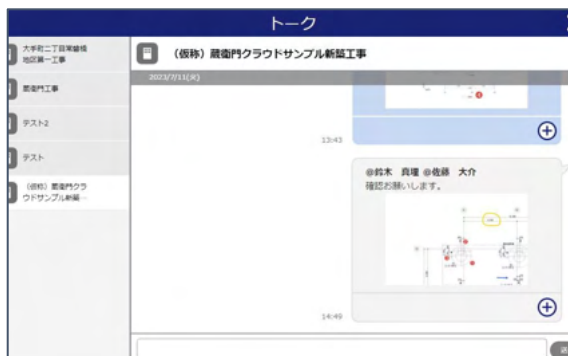 トーク
大手町二丁目常盤橋
地区第一工事
蔵衛門工事
テスト2
テスト
（仮称）蔵衛門クラ
ウドサンプル新築…
（仮称）蔵衛門クラウドサンプル新築工事
2023/7/11(火)
13:43
@鈴木 真理 @佐藤 大介
確認お願いします。
14:49